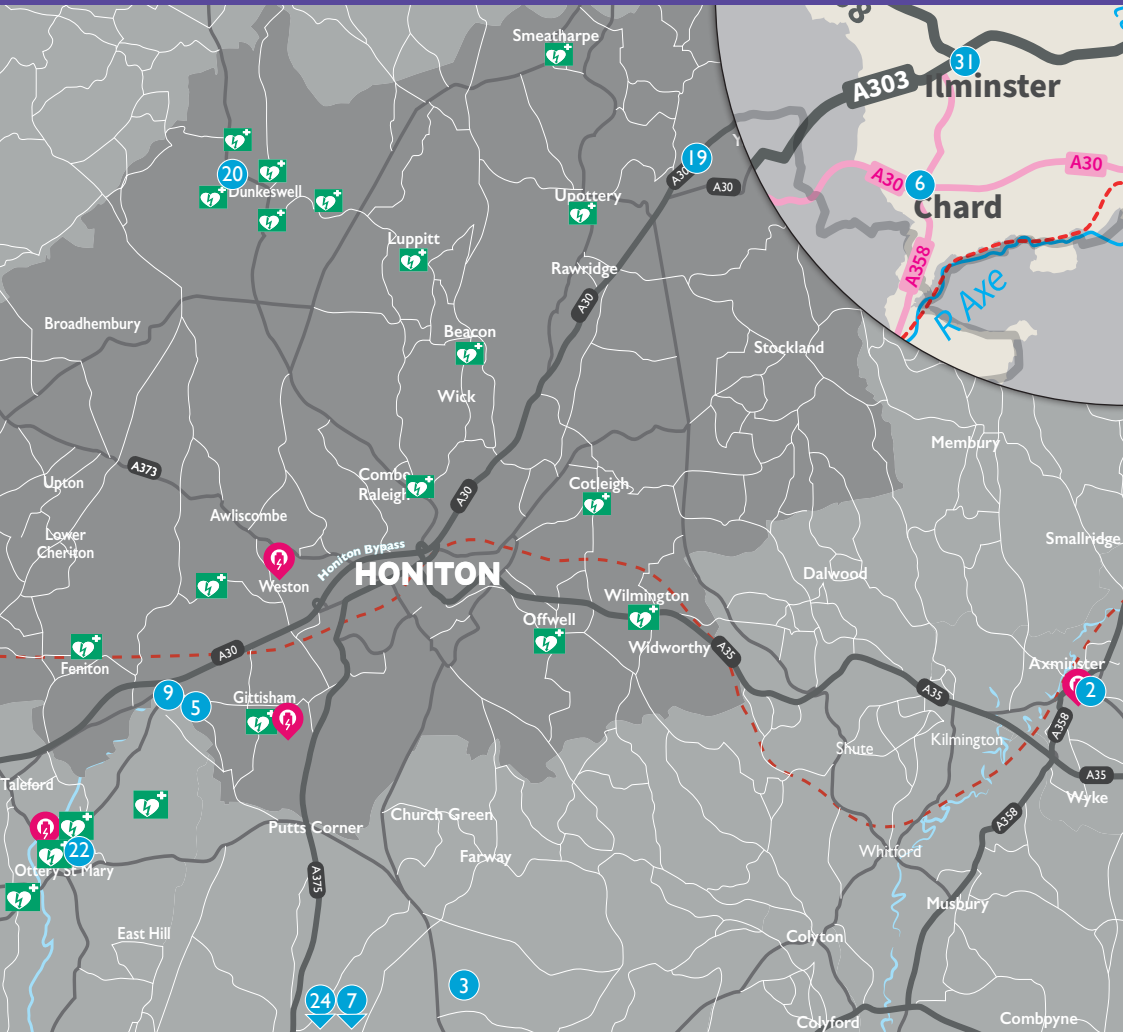 Smeatharpe
31
A303
Ilminster
19
A30
A30
Y
20
Dunkeswell
A30
6
A30
Chard
Upottery
A358
Luppitt
Rawridge
R Axe
A30
Broadhembury
Beacon
Stockland
Wick
Membury
A373
Upton
Combe
Raleigh
A30
Cotleigh
Awliscombe
Lower
Cheriton
Smallridge
Honiton Bypass
HONITON
Weston
Dalwood
Wilmington
Offwell
Widworthy
A35
A30
Feniton
Axminster
2
9
5
Gittisham
A35
A358
Shute
Kilmington
A35
Taleford
Wyke
Church Green
Putts Corner
A358
22
Ottery St Mary
Farway
Whitford
A375
Musbury
East Hill
Colyton
3
24
7
Colyford
Combpyne